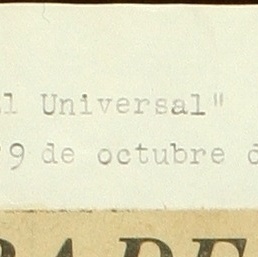 l Universal"
9 de octubre d